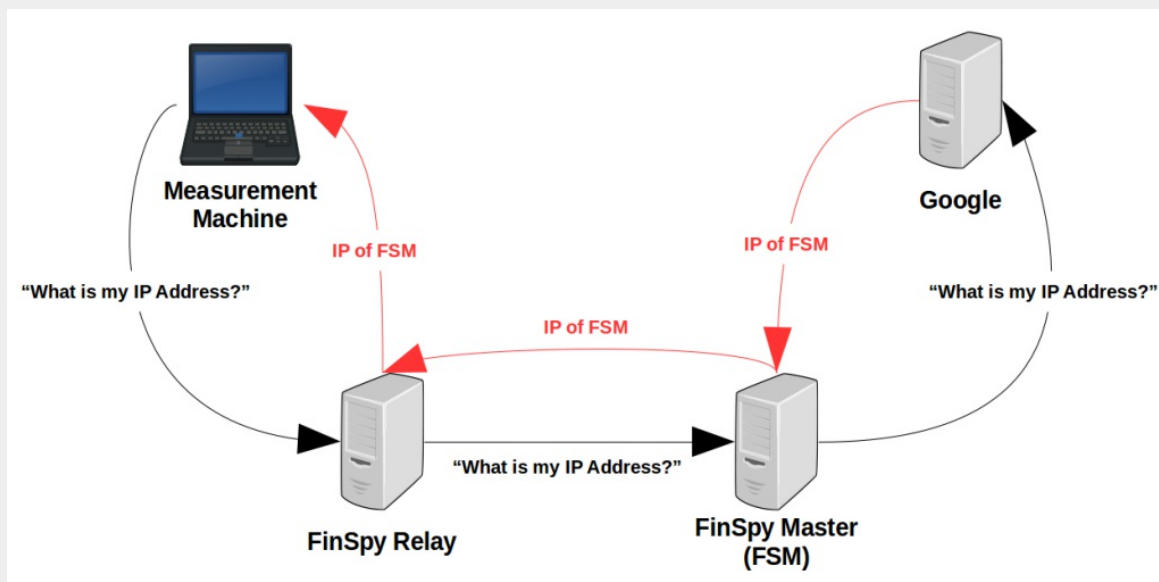 Measurement
Machine
Google
IP of FSM
IP of FSM
“What is my IP Address?”
“What is my IP Address?”
IP of FSM
“What is my IP Address?”
FinSpy Relay
FinSpy Master
(FSM)